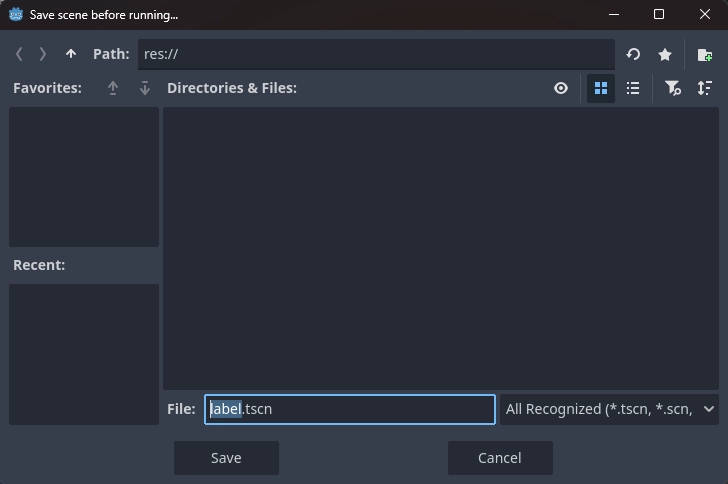 Save scene before running...
Path: res://
Favorites:
Directories & Files:
Recent:
File: label.tscn All Recognized (*.tscn, *.scn,
Save Cancel